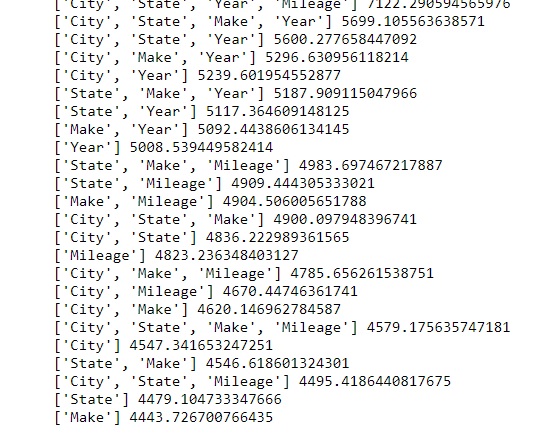 ['City', 'State', 'Year', 'Mileage'] 7122.290594565976
['City', 'State', 'Make', 'Year'] 5699.105563638571
['City', 'State', 'Year'] 5600.277658447092
['City', 'Make', 'Year'] 5296.630956118214
['City', 'Year'] 5239.601954552877
['State', 'Make', 'Year'] 5187.909115047966
['State', 'Year'] 5117.364609148125
['Make', 'Year'] 5092.4438606134145
['Year'] 5008.539449582414
['State', 'Make', 'Mileage'] 4983.697467217887
['State', 'Mileage'] 4909.444305333021
['Make', 'Mileage'] 4904.506005651788
['City', 'State', 'Make'] 4900.097948396741
['City', 'State'] 4836.222989361565
['Mileage'] 4823.236348403127
['City', 'Make', 'Mileage'] 4785.656261538751
['City', 'Mileage'] 4670.44746361741
['City', 'Make'] 4620.146962784587
['City', 'State', 'Make', 'Mileage'] 4579.175635747181
['City'] 4547.341653247251
['State', 'Make'] 4546.618601324301
['City', 'State', 'Mileage'] 4495.4186440817675
['State'] 4479.104733347666
['Make'] 4443.726700766435